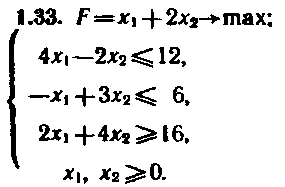 1.33. F=x₁+2x₂→max;
4x₁−2x₂⩽12,
−x₁+3x₂⩽ 6,
2x₁+4x₂⩾16,
x₁, x₂⩾0.